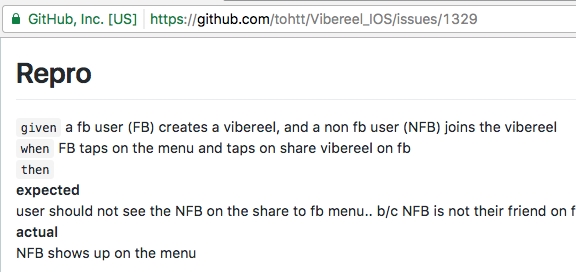 GitHub, Inc. [US] https://github.com/tohtt/Vibereel_IOS/issues/1329
Repro
given a fb user (FB) creates a vibereel, and a non fb user (NFB) joins the vibereel
when FB taps on the menu and taps on share vibereel on fb
then
expected
user should not see the NFB on the share to fb menu.. b/c NFB is not their friend on f
actual
NFB shows up on the menu